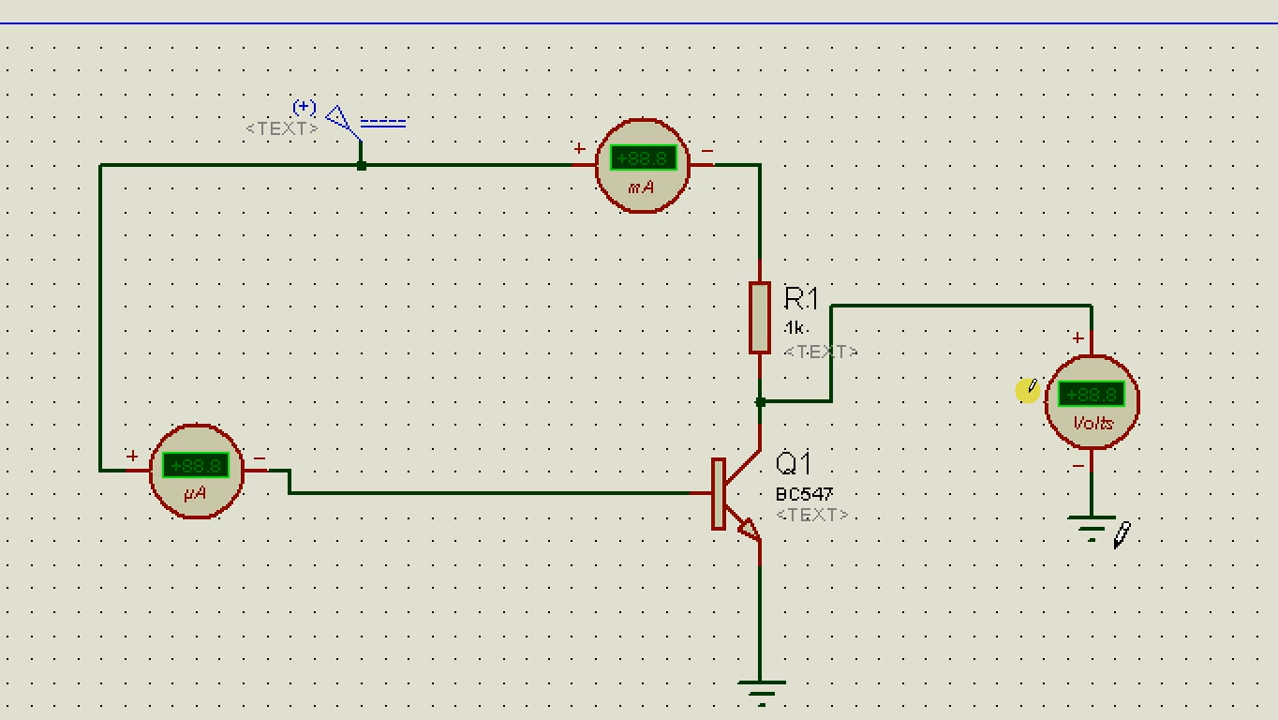 (+)
<TEXT>
+ +88.8 −
mA
R1
1k
<TEXT>
+
+88.8
Volts
−
+ +88.8 −
µA
Q1
BC547
<TEXT>